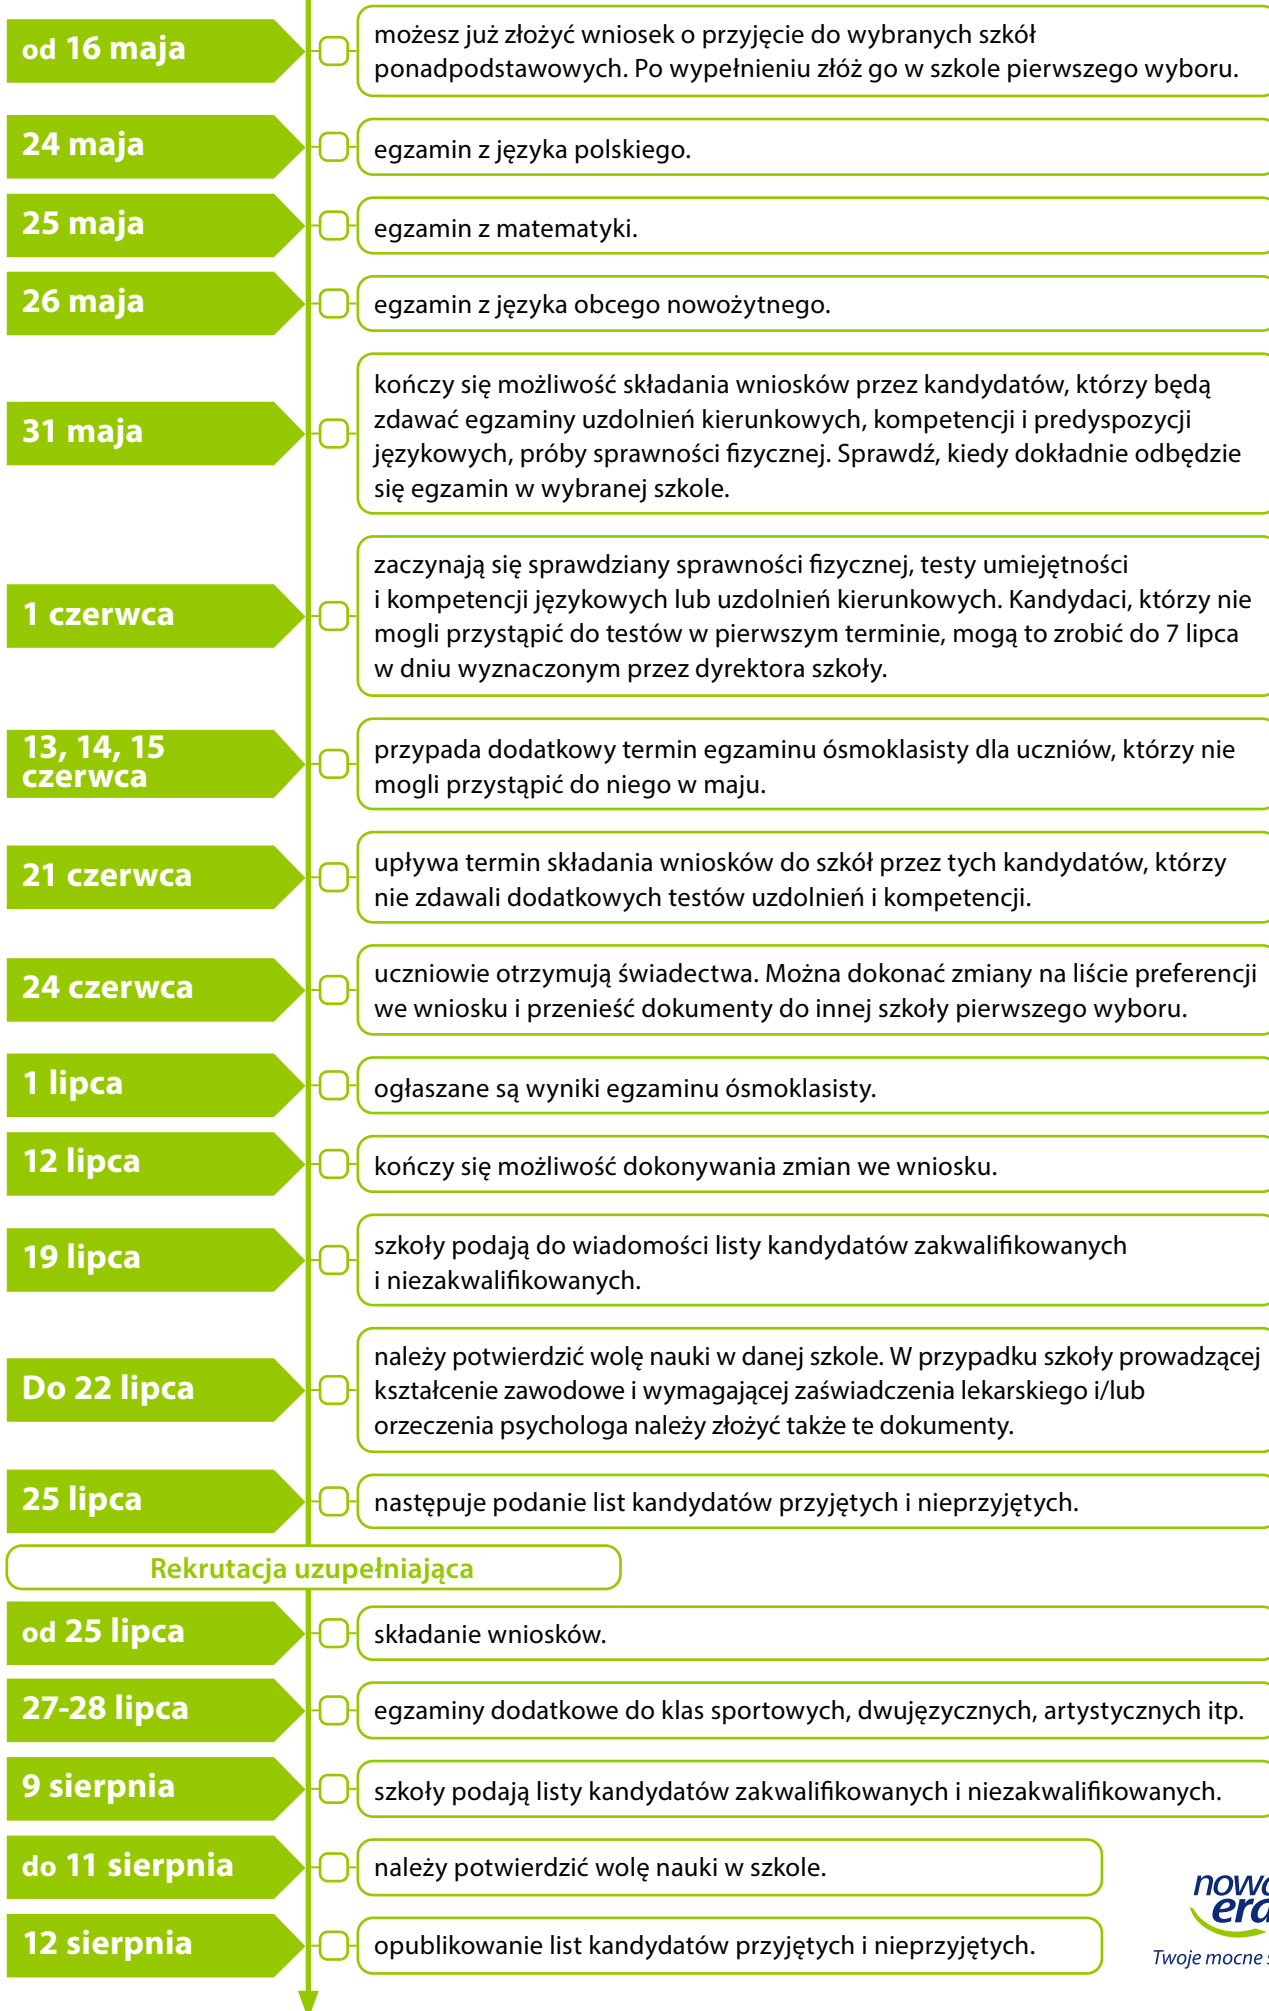 od 16 maja
możesz już złożyć wniosek o przyjęcie do wybranych szkół
ponadpodstawowych. Po wypełnieniu złóż go w szkole pierwszego wyboru.
24 maja
egzamin z języka polskiego.
25 maja
egzamin z matematyki.
26 maja
egzamin z języka obcego nowożytnego.
31 maja
kończy się możliwość składania wniosków przez kandydatów, którzy będą
zdawać egzaminy uzdolnień kierunkowych, kompetencji i predyspozycji
językowych, próby sprawności fizycznej. Sprawdź, kiedy dokładnie odbędzie
się egzamin w wybranej szkole.
1 czerwca
zaczynają się sprawdziany sprawności fizycznej, testy umiejętności
i kompetencji językowych lub uzdolnień kierunkowych. Kandydaci, którzy nie
mogli przystąpić do testów w pierwszym terminie, mogą to zrobić do 7 lipca
w dniu wyznaczonym przez dyrektora szkoły.
13, 14, 15
czerwca
przypada dodatkowy termin egzaminu ósmoklasisty dla uczniów, którzy nie
mogli przystąpić do niego w maju.
21 czerwca
upływa termin składania wniosków do szkół przez tych kandydatów, którzy
nie zdawali dodatkowych testów uzdolnień i kompetencji.
24 czerwca
uczniowie otrzymują świadectwa. Można dokonać zmiany na liście preferencji
we wniosku i przenieść dokumenty do innej szkoły pierwszego wyboru.
1 lipca
ogłaszane są wyniki egzaminu ósmoklasisty.
12 lipca
kończy się możliwość dokonywania zmian we wniosku.
19 lipca
szkoły podają do wiadomości listy kandydatów zakwalifikowanych
i niezakwalifikowanych.
Do 22 lipca
należy potwierdzić wolę nauki w danej szkole. W przypadku szkoły prowadzącej
kształcenie zawodowe i wymagającej zaświadczenia lekarskiego i/lub
orzeczenia psychologa należy złożyć także te dokumenty.
25 lipca
następuje podanie list kandydatów przyjętych i nieprzyjętych.
Rekrutacja uzupełniająca
od 25 lipca
składanie wniosków.
27-28 lipca
egzaminy dodatkowe do klas sportowych, dwujęzycznych, artystycznych itp.
9 sierpnia
szkoły podają listy kandydatów zakwalifikowanych i niezakwalifikowanych.
do 11 sierpnia
należy potwierdzić wolę nauki w szkole.
12 sierpnia
opublikowanie list kandydatów przyjętych i nieprzyjętych.
nowa
era
Twoje mocne